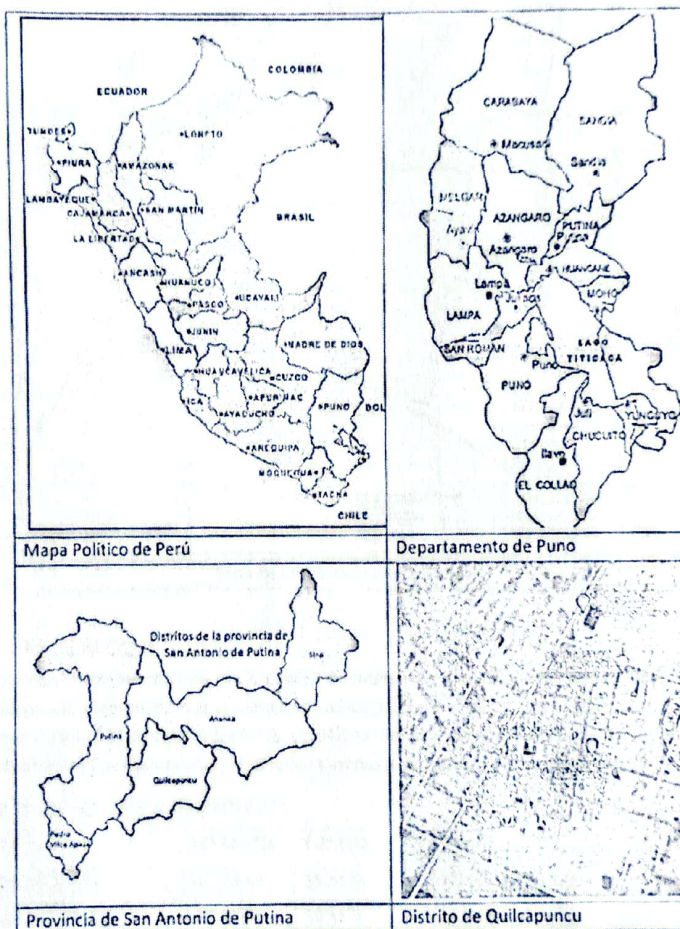 COLOMBIA
ECUADOR
TUMBES
LORETO
PIURA
AMAZONAS
LAMBAYEQUE
CAJAMARCA
SAN MARTIN
BRASIL
LA LIBERTAD
ANCASH
HUANUCO
UCAYALI
PASCO
JUNIN
LIMA
MADRE DE DIOS
HUANCAVELICA
CUZCO
ICA
APURIMAC
PUNO
BOL
AYACUCHO
AREQUIPA
MOQUEGUA
TACNA
CHILE
Mapa Político de Perú
CARABAYA
SANDIA
Macusani
Sandia
MELGAR
AZANGARO
PUTINA
Azangaro
HUANCANE
Lampa
MOHO
LAMPA
LAGO
TITICACA
SAN ROMAN
Puno
PUNO
Juli
YUNGUYO
CHUCUITO
Ilave
EL COLLAO
Departamento de Puno
Distritos de la provincia de
San Antonio de Putina
Sina
Ananea
Putina
Quilcapuncu
Pedro
Vilca Apaza
Provincia de San Antonio de Putina
Distrito de Quilcapuncu